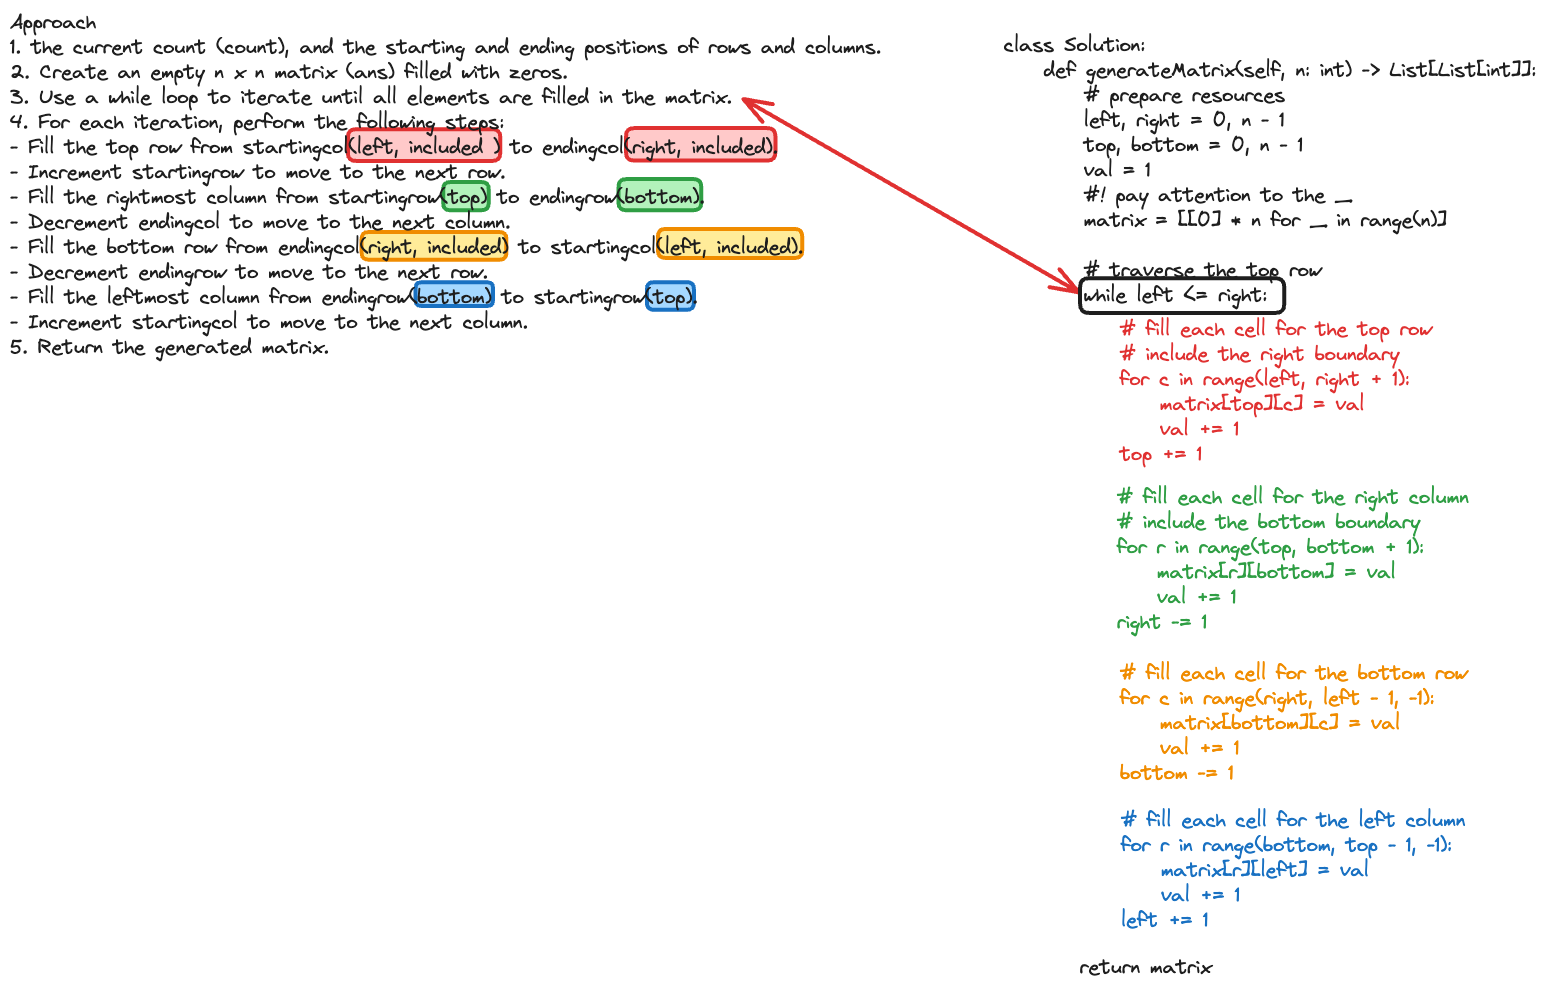 Approach
1. the current count (count), and the starting and ending positions of rows and columns.
2. Create an empty n x n matrix (ans) filled with zeros.
3. Use a while loop to iterate until all elements are filled in the matrix.
4. For each iteration, perform the following steps:
- Fill the top row from startingcol(left, included ) to endingcol(right, included).
- Increment startingrow to move to the next row.
- Fill the rightmost column from startingrow(top) to endingrow(bottom).
- Decrement endingcol to move to the next column.
- Fill the bottom row from endingcol(right, included) to startingcol(left, included).
- Decrement endingrow to move to the next row.
- Fill the leftmost column from endingrow(bottom) to startingrow(top).
- Increment startingcol to move to the next column.
5. Return the generated matrix.
class Solution:
def generateMatrix(self, n: int) -> List[List[int]]:
# prepare resources
left, right = 0, n - 1
top, bottom = 0, n - 1
val = 1
#! pay attention to the _
matrix = [[0] * n for _ in range(n)]
# traverse the top row
while left <= right:
# fill each cell for the top row
# include the right boundary
for c in range(left, right + 1):
matrix[top][c] = val
val += 1
top += 1
# fill each cell for the right column
# include the bottom boundary
for r in range(top, bottom + 1):
matrix[r][bottom] = val
val += 1
right -= 1
# fill each cell for the bottom row
for c in range(right, left - 1, -1):
matrix[bottom][c] = val
val += 1
bottom -= 1
# fill each cell for the left column
for r in range(bottom, top - 1, -1):
matrix[r][left] = val
val += 1
left += 1
return matrix